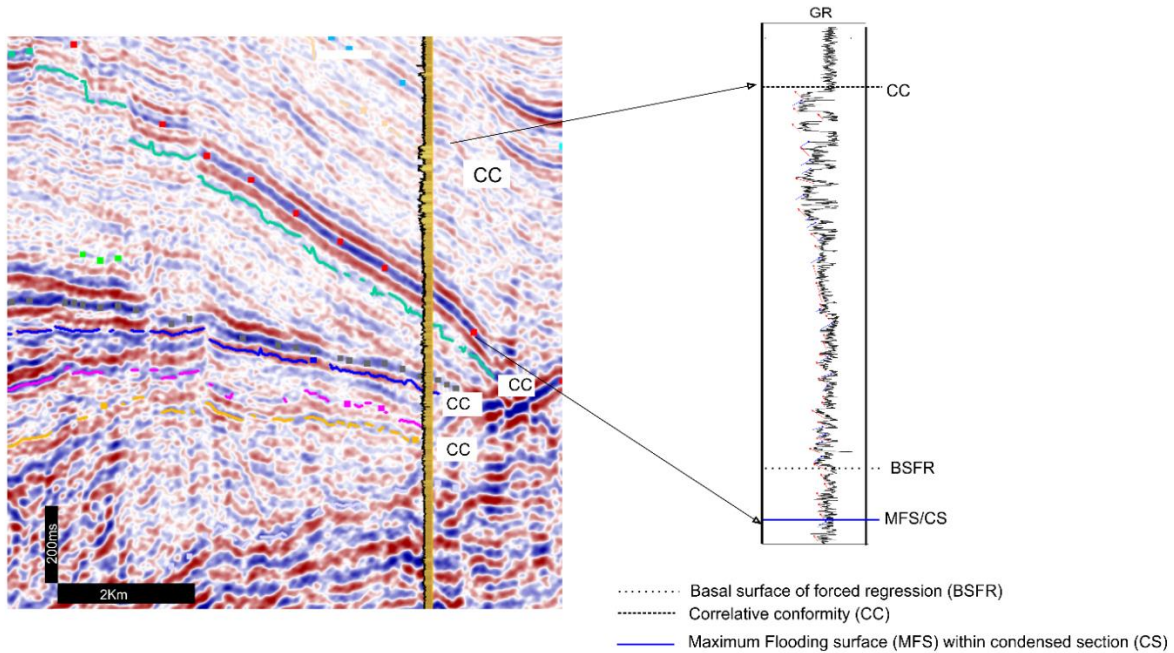 CC
CC
CC
CC
200ms
2Km
GR
CC
BSFR
MFS/CS
Basal surface of forced regression (BSFR)
Correlative conformity (CC)
Maximum Flooding surface (MFS) within condensed section (CS)